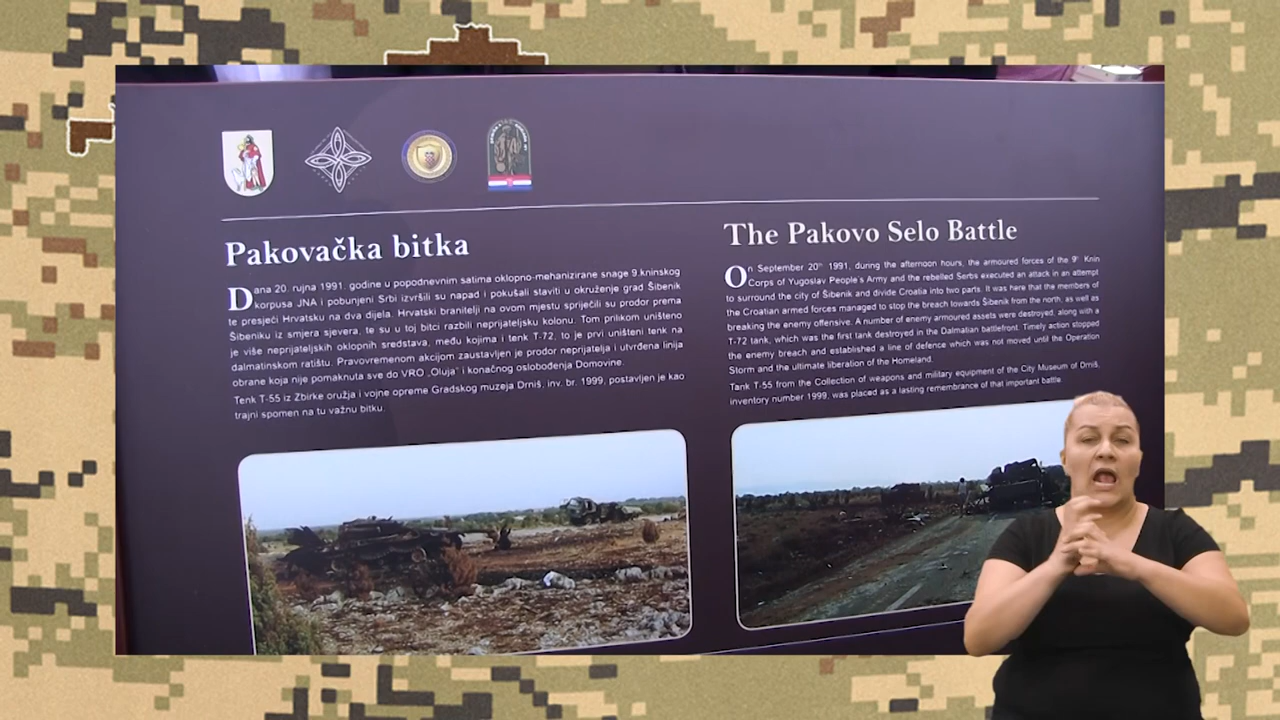 Pakovačka bitka
Dana 20. rujna 1991. godine u popodnevnim satima oklopno-mehanizirane snage 9.kninskog
korpusa JNA i pobunjeni Srbi izvršili su napad i pokušali staviti u okruženje grad Šibenik
te presjeći Hrvatsku na dva dijela. Hrvatski branitelji na ovom mjestu spriječili su prodor prema
Šibeniku iz smjera sjevera, te su u toj bitci razbili neprijateljsku kolonu. Tom prilikom uništeno
je više neprijateljskih oklopnih sredstava, među kojima i tenk T-72, to je prvi uništeni tenk na
dalmatinskom ratištu. Pravovremenom akcijom zaustavljen je prodor neprijatelja i utvrđena linija
obrane koja nije pomaknuta sve do VRO „Oluja" i konačnog oslobođenja Domovine.
Tenk T-55 iz Zbirke oružja i vojne opreme Gradskog muzeja Drniš, inv. br. 1999, postavljen je kao
trajni spomen na tu važnu bitku.
The Pakovo Selo Battle
On September 20th 1991, during the afternoon hours, the armoured forces of the 9th Knin
Corps of Yugoslav People's Army and the rebelled Serbs executed an attack in an attempt
to surround the city of Šibenik and divide Croatia into two parts. It was here that the members of
the Croatian armed forces managed to stop the breach towards Šibenik from the north, as well as
breaking the enemy offensive. A number of enemy armoured assets were destroyed, along with a
T-72 tank, which was the first tank destroyed in the Dalmatian battlefront. Timely action stopped
the enemy breach and established a line of defence which was not moved until the Operation
Storm and the ultimate liberation of the Homeland.
Tank T-55 from the Collection of weapons and military equipment of the City Museum of Drniš,
inventory number 1999, was placed as a lasting remembrance of that important battle.